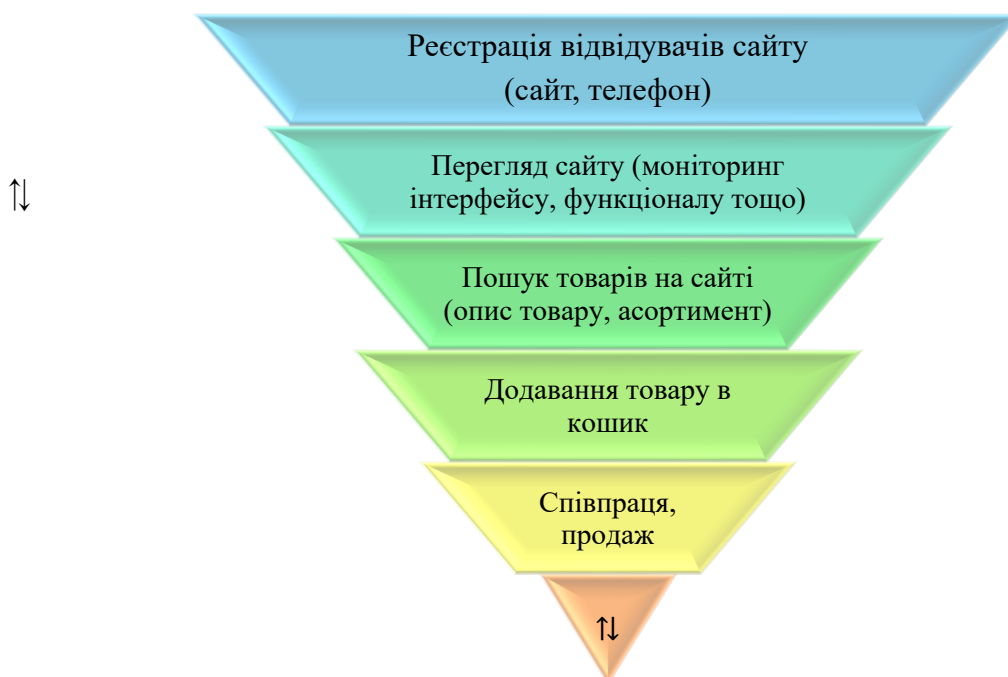 Реєстрація відвідувачів сайту
(сайт, телефон)
Перегляд сайту (моніторинг
інтерфейсу, функціоналу тощо)
⇅
Пошук товарів на сайті
(опис товару, асортимент)
Додавання товару в
кошик
Співпраця,
продаж
⇅